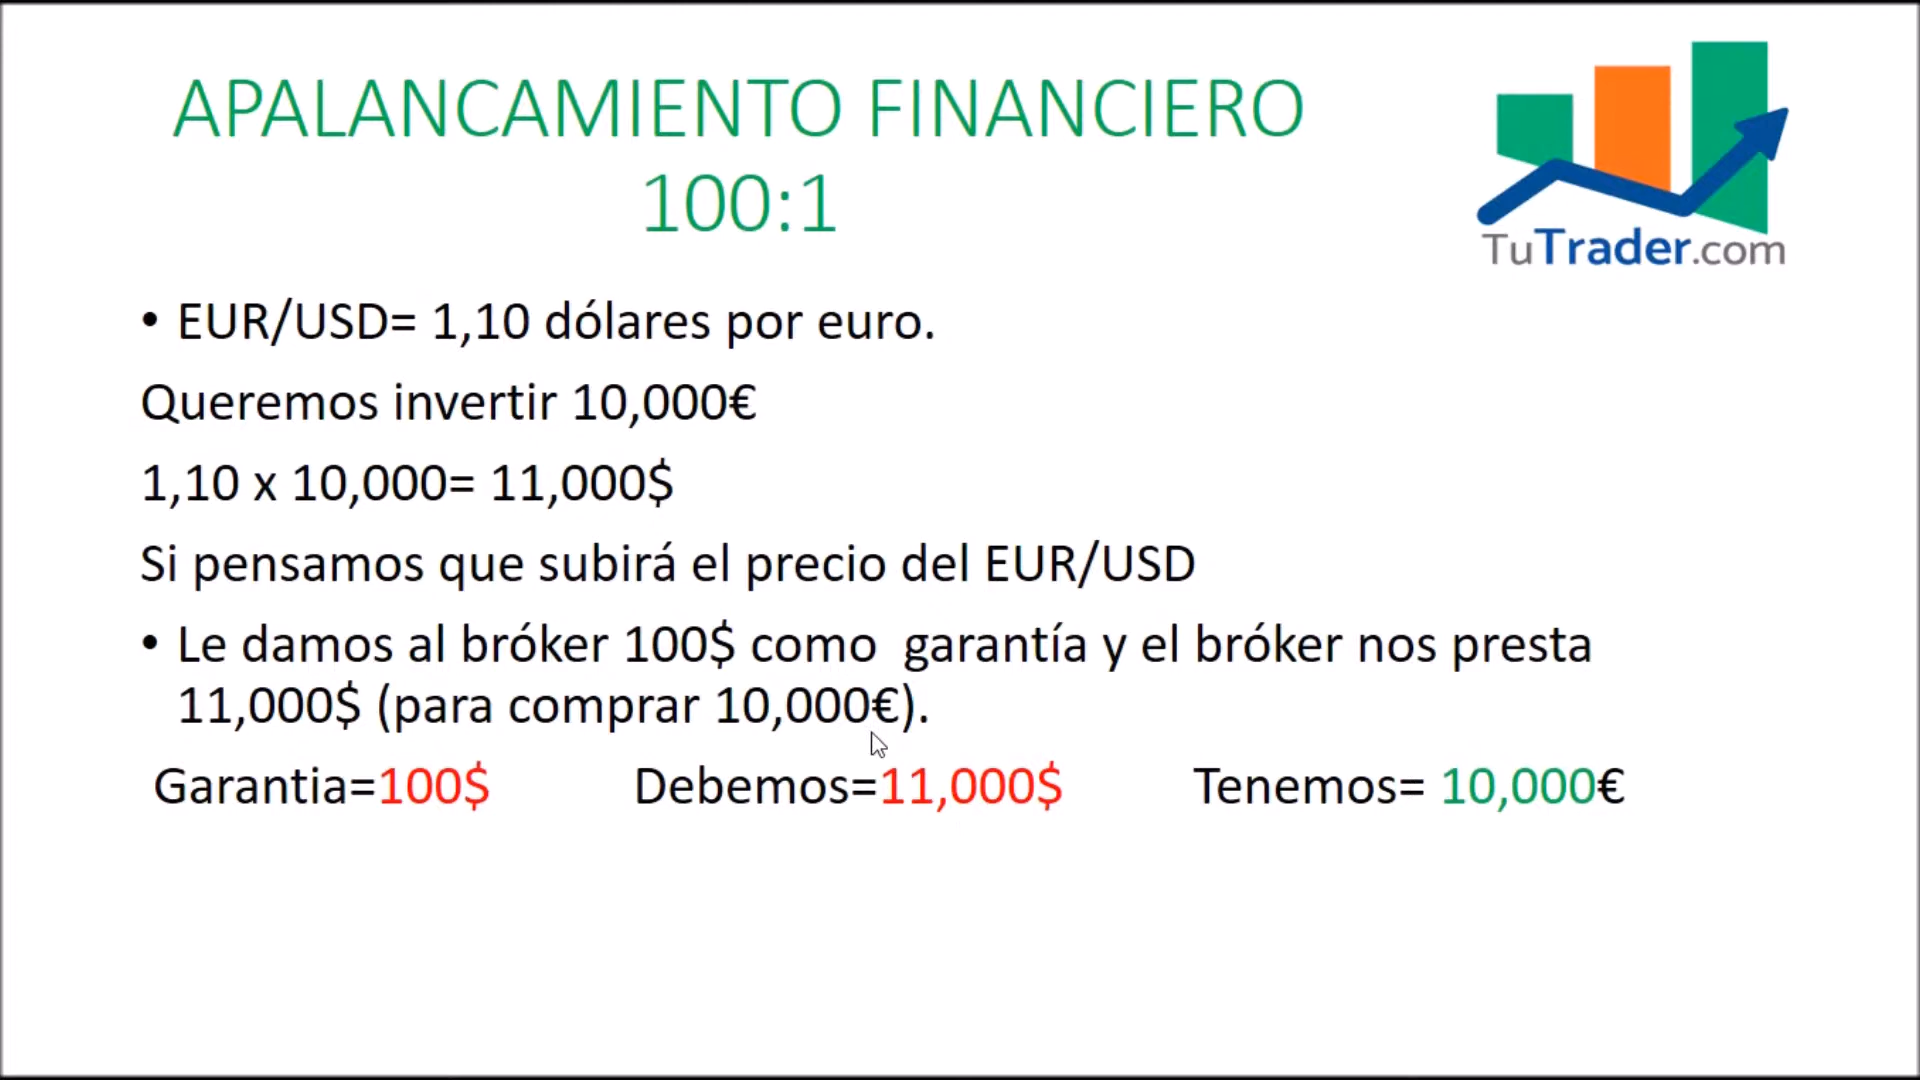 APALANCAMIENTO FINANCIERO
100:1
TuTrader.com
• EUR/USD= 1,10 dólares por euro.
Queremos invertir 10,000€
1,10 x 10,000= 11,000$
Si pensamos que subirá el precio del EUR/USD
• Le damos al bróker 100$ como  garantía y el bróker nos presta
11,000$ (para comprar 10,000€).
Garantia=100$ Debemos=11,000$ Tenemos= 10,000€